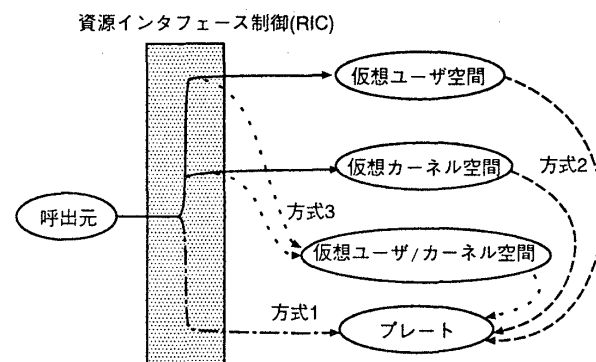 資源インタフェース制御(RIC)
仮想ユーザ空間
仮想カーネル空間
方式2
呼出元
方式3
仮想ユーザ/カーネル空間
方式1
プレート